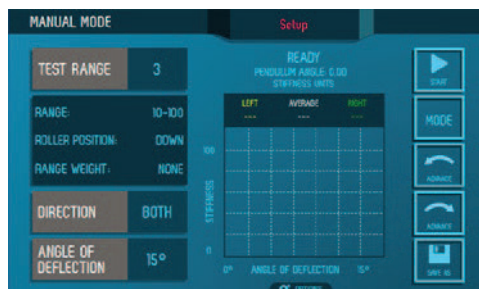 MANUAL MODE
Setup
TEST RANGE 3
READY
PENDULUM ANGLE: 0.00
STIFFNESS UNITS
START
RANGE: 10-100
ROLLER POSITION: DOWN
RANGE WEIGHT: NONE
LEFT AVERAGE RIGHT
--- --- ---
MODE
100
STIFFNESS
0
ADVANCE
DIRECTION BOTH
ADVANCE
ANGLE OF DEFLECTION 15°
0° ANGLE OF DEFLECTION 15°
SAVE AS